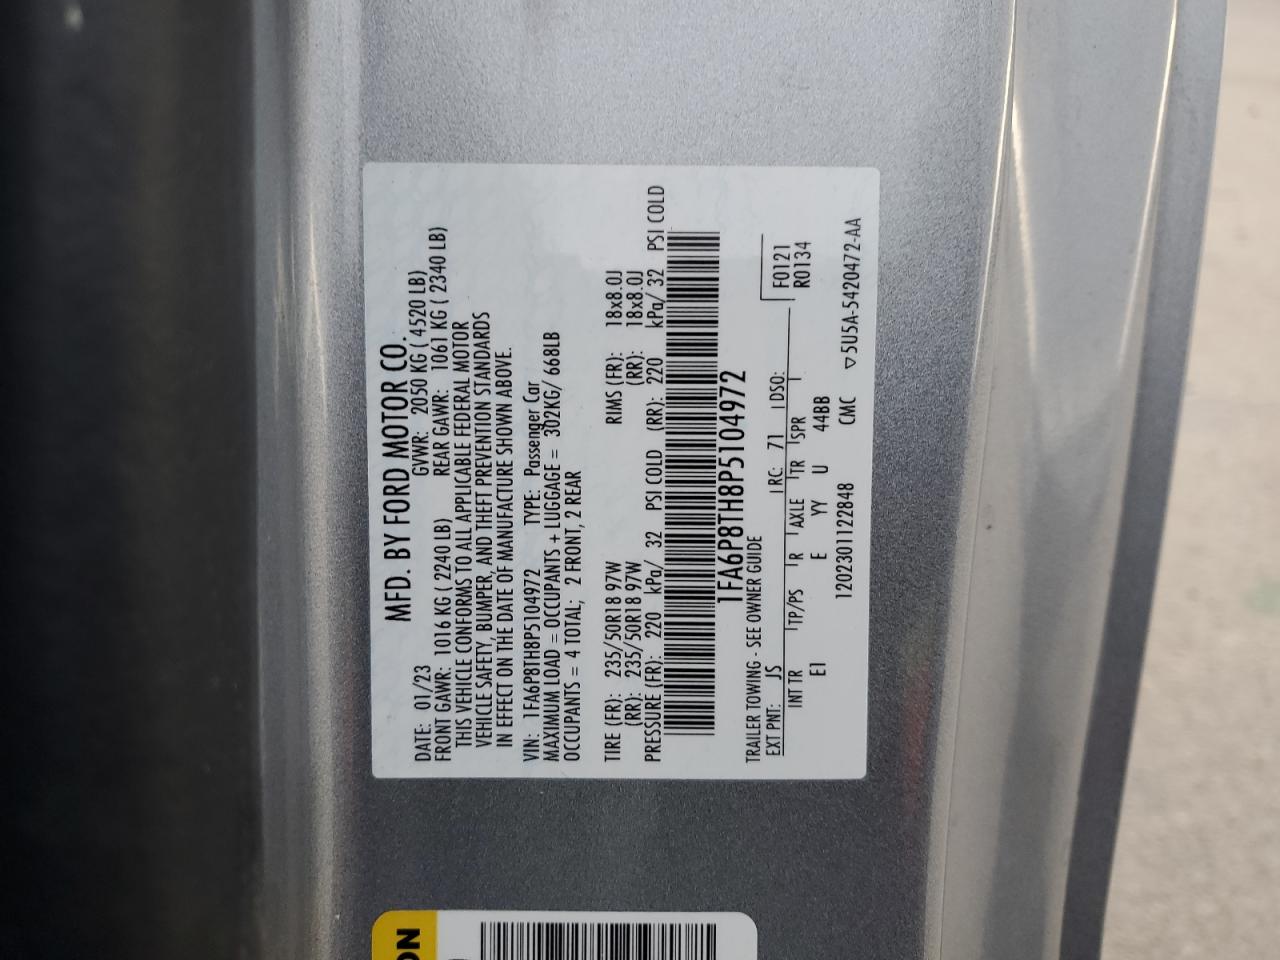 MFD. BY FORD MOTOR CO.
DATE: 01/23 GVWR: 2050 KG ( 4520 LB)
FRONT GAWR: 1016 KG ( 2240 LB) REAR GAWR: 1061 KG ( 2340 LB)
THIS VEHICLE CONFORMS TO ALL APPLICABLE FEDERAL MOTOR
VEHICLE SAFETY, BUMPER, AND THEFT PREVENTION STANDARDS
IN EFFECT ON THE DATE OF MANUFACTURE SHOWN ABOVE.
VIN: 1FA6P8TH8P5104972 TYPE: Passenger Car
MAXIMUM LOAD = OCCUPANTS + LUGGAGE = 302KG/ 668LB
OCCUPANTS = 4 TOTAL; 2 FRONT, 2 REAR
TIRE (FR): 235/50R18 97W RIMS (FR): 18x8.0J
(RR): 235/50R18 97W (RR): 18x8.0J
PRESSURE (FR): 220 kPa/ 32 PSI COLD (RR): 220 kPa/ 32 PSI COLD
1FA6P8TH8P5104972
TRAILER TOWING - SEE OWNER GUIDE
EXT PNT: JS RC: 71 DSO: F0121
INT TR TP/PS R AXLE TR SPR R0134
E1 E YY U 44BB
1202301122848 CMC ▽5U5A-5420472-AA
ON